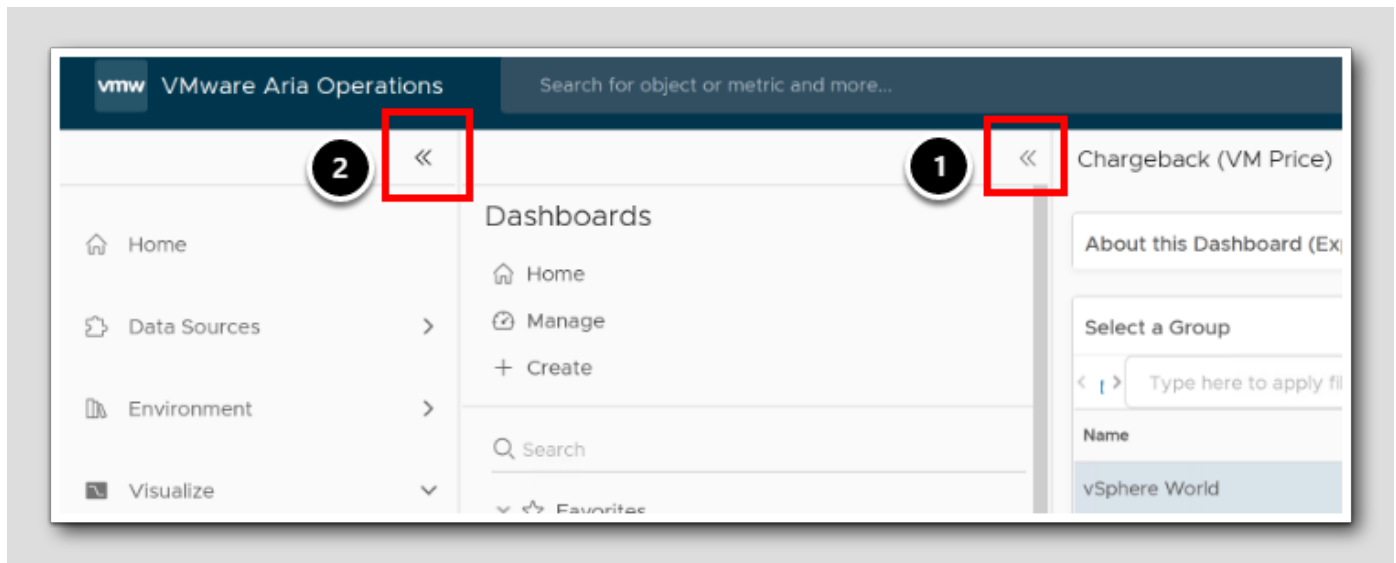 vmw VMware Aria Operations
Search for object or metric and more...
2
«
1
«
Chargeback (VM Price)
Home
Data Sources
Environment
Visualize
Dashboards
Home
Manage
Create
Search
Favorites
About this Dashboard (Ex
Select a Group
Type here to apply fi
Name
vSphere World